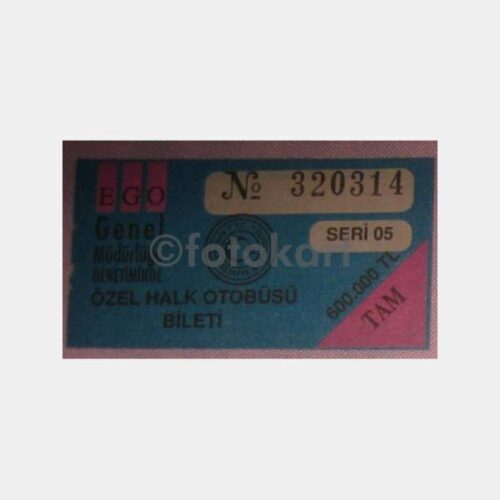 EGO
Genel
Müdürlüğü
DENETİMİNDE
ÖZEL HALK OTOBÜSÜ
BİLETİ
№ 320314
SERİ 05
600.000 TL
TAM
©fotokart